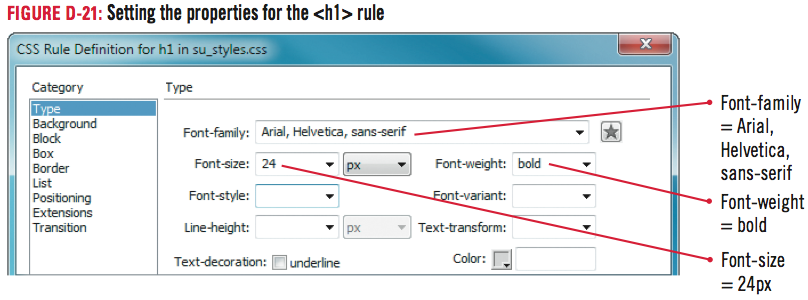 FIGURE D-21: Setting the properties for the <h1> rule
CSS Rule Definition for h1 in su_styles.css
Category
Type
Type
Background
Block
Box
Border
List
Positioning
Extensions
Transition
Font-family: Arial, Helvetica, sans-serif
Font-size: 24 px Font-weight: bold
Font-style: Font-variant:
Line-height: px Text-transform:
Text-decoration: underline Color:
Font-family
= Arial,
Helvetica,
sans-serif
Font-weight
= bold
Font-size
= 24px